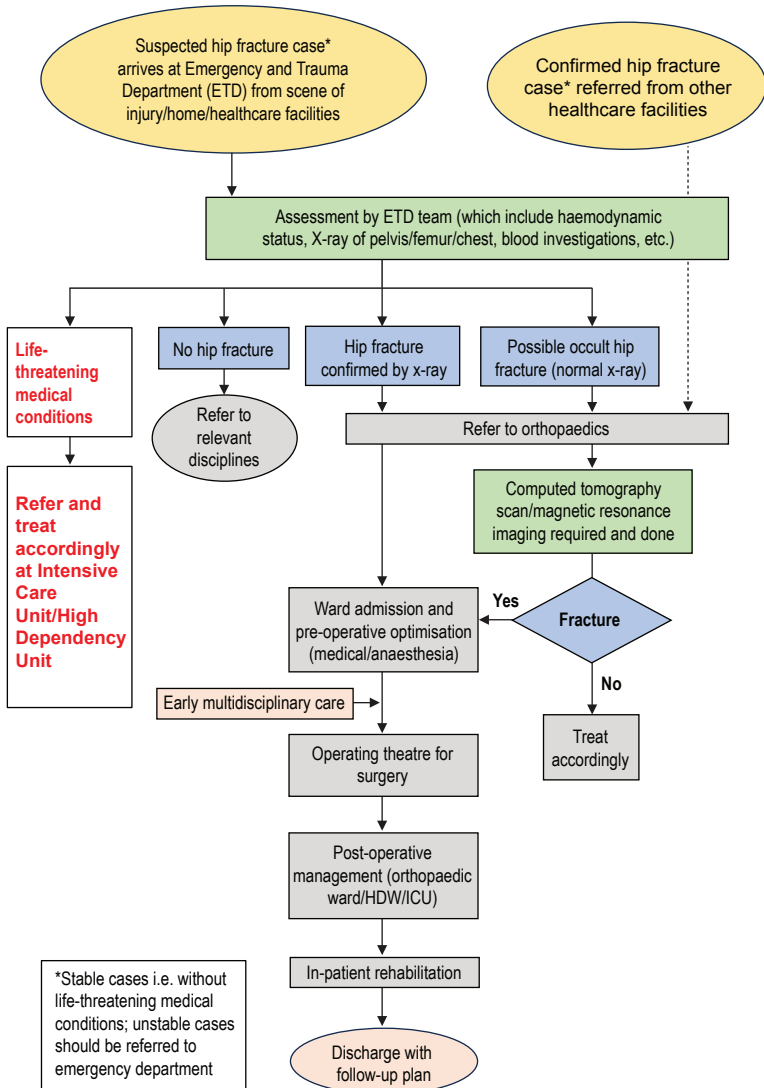 Suspected hip fracture case*
arrives at Emergency and Trauma
Department (ETD) from scene of
injury/home/healthcare facilities
Confirmed hip fracture
case* referred from other
healthcare facilities
Assessment by ETD team (which include haemodynamic
status, X-ray of pelvis/femur/chest, blood investigations, etc.)
Life-
threatening
medical
conditions
No hip fracture
Hip fracture
confirmed by x-ray
Possible occult hip
fracture (normal x-ray)
Refer to
relevant
disciplines
Refer to orthopaedics
Refer and
treat
accordingly
at Intensive
Care
Unit/High
Dependency
Unit
Computed tomography
scan/magnetic resonance
imaging required and done
Ward admission and
pre-operative optimisation
(medical/anaesthesia)
Yes
Fracture
No
Early multidisciplinary care
Treat
accordingly
Operating theatre for
surgery
Post-operative
management (orthopaedic
ward/HDW/ICU)
In-patient rehabilitation
*Stable cases i.e. without
life-threatening medical
conditions; unstable cases
should be referred to
emergency department
Discharge with
follow-up plan